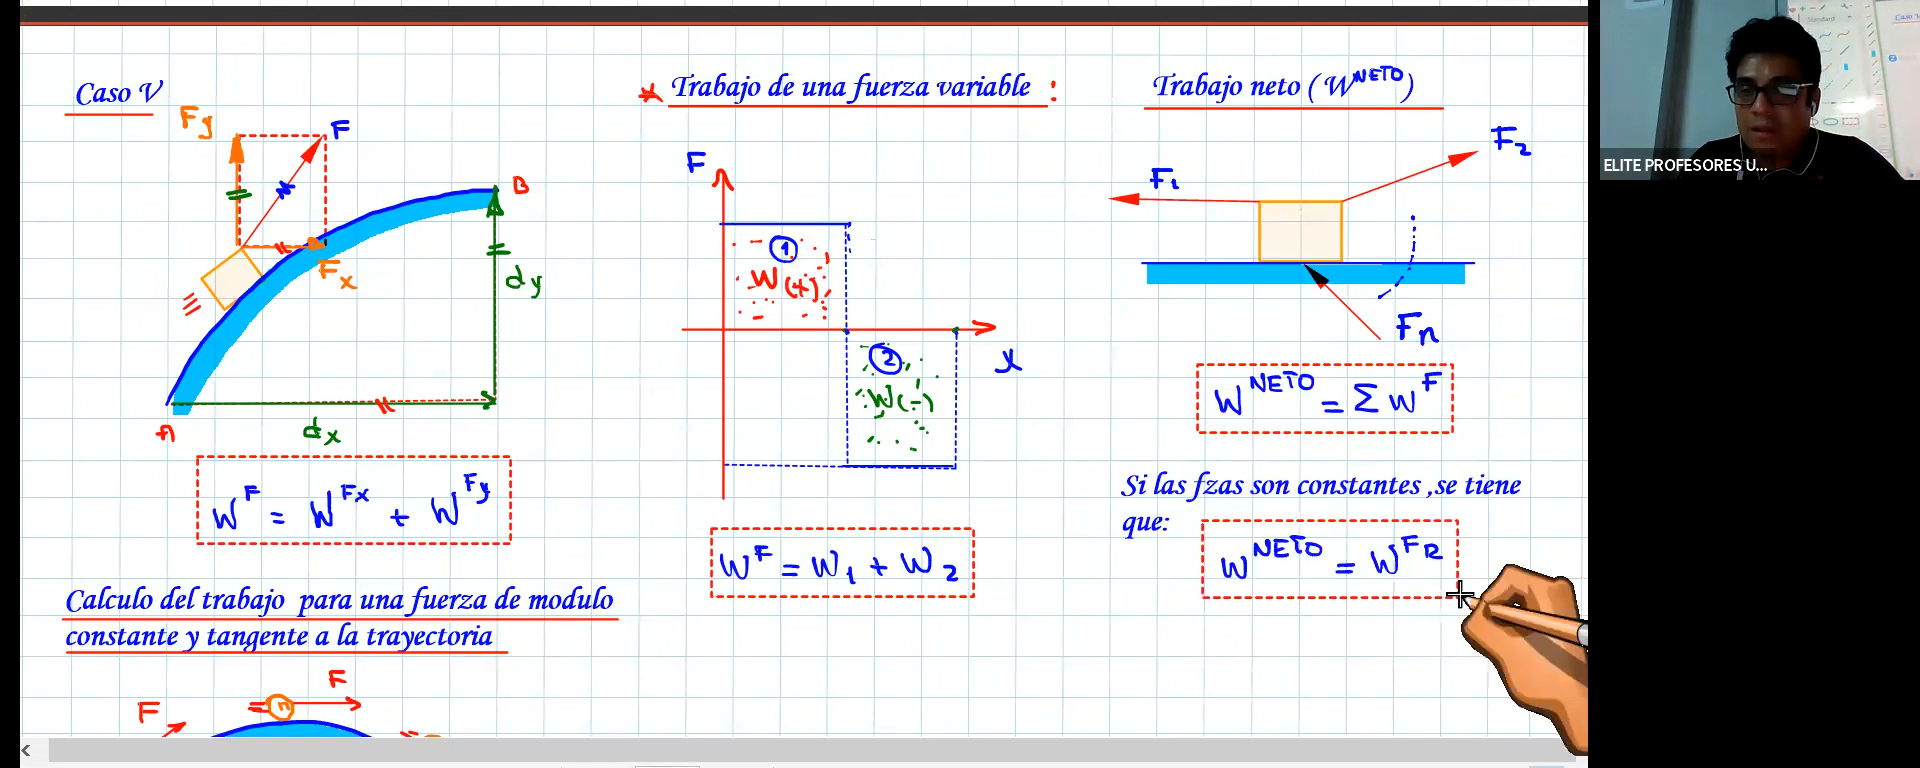 Caso V
Fy
F
B
Fx
dy
A
dx
W^F = W^Fx + W^Fy
Calculo del trabajo para una fuerza de modulo
constante y tangente a la trayectoria
F
F
m
* Trabajo de una fuerza variable :
F
1
W (+)
2
W (-)
X
W^F = W1 + W2
Trabajo neto ( W^NETO )
F1
F2
Fn
W^NETO = Σ W^F
Si las fzas son constantes ,se tiene
que:
W^NETO = W^FR
ELITE PROFESORES U...
Standard